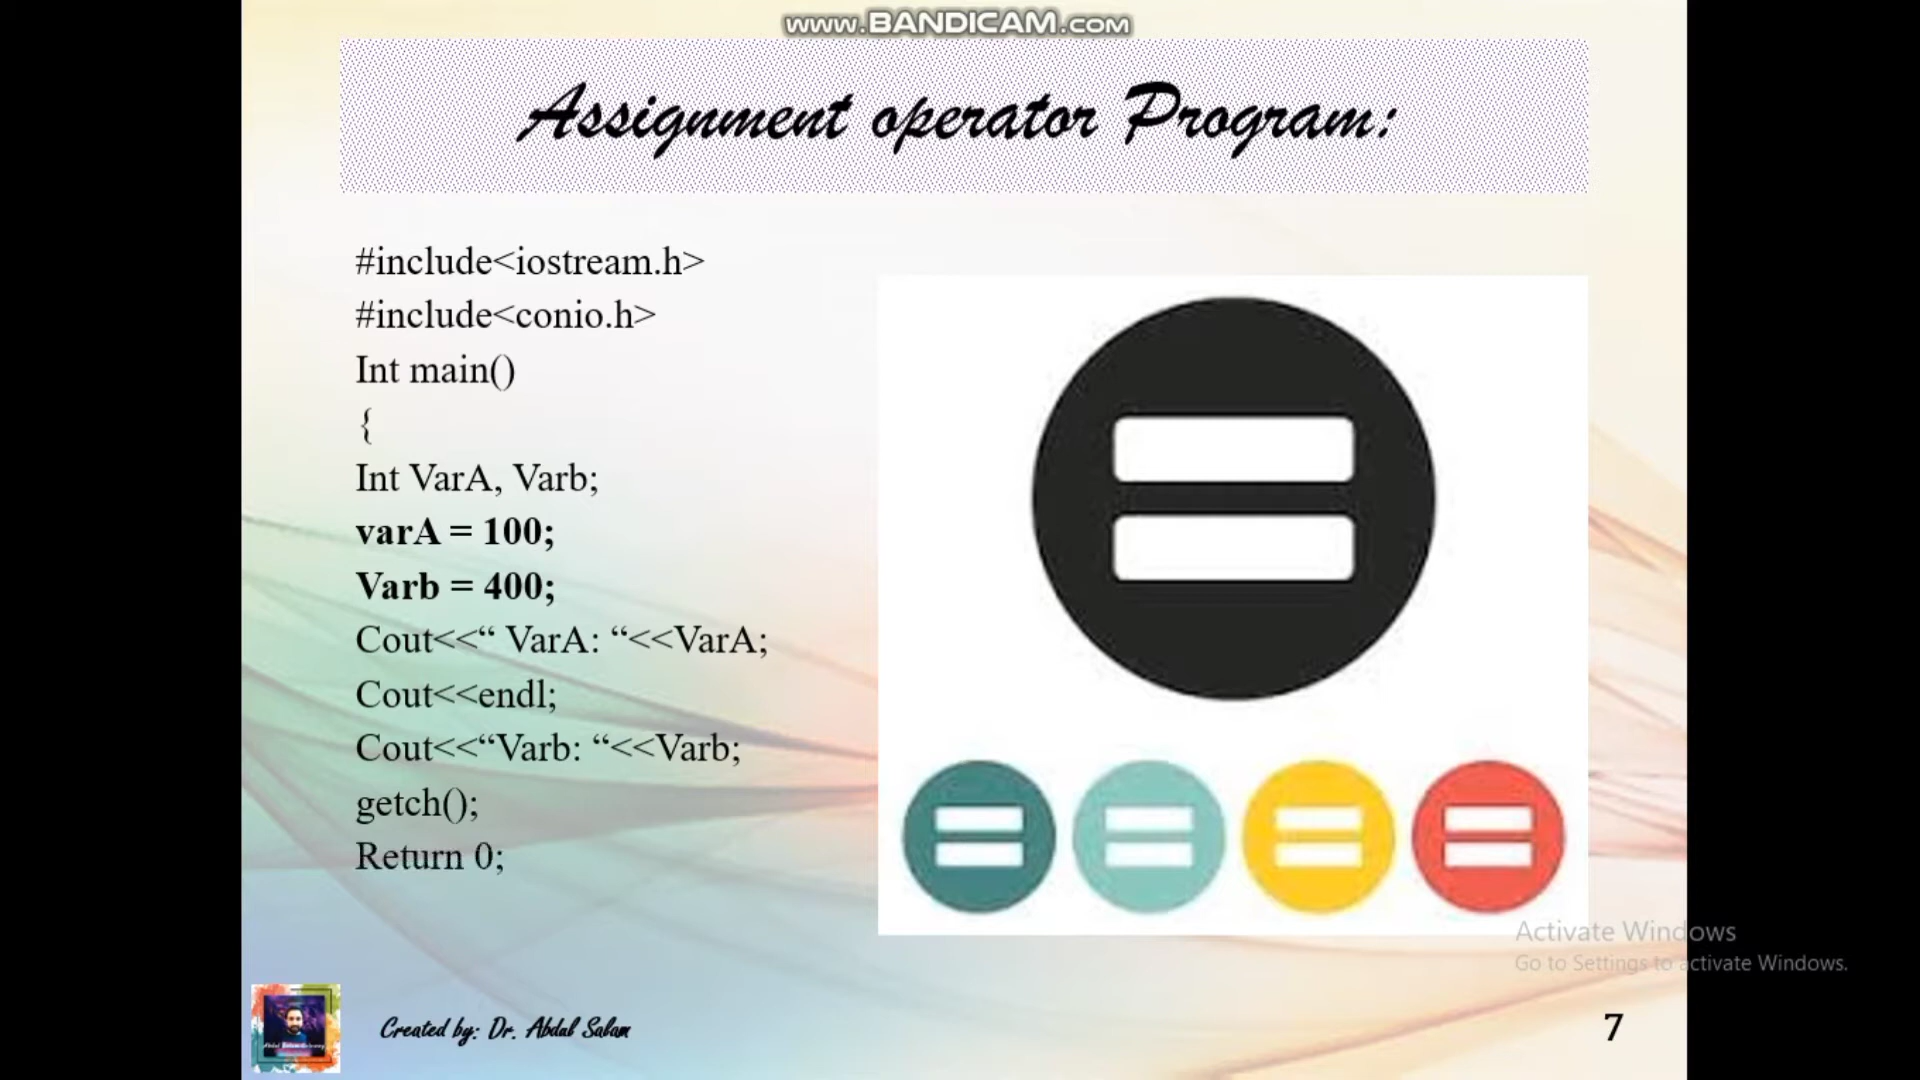 www.BANDICAM.com
Assignment operator Program:
#include<iostream.h>
#include<conio.h>
Int main()
{
Int VarA, Varb;
varA = 100;
Varb = 400;
Cout<<“ VarA: “<<VarA;
Cout<<endl;
Cout<<“Varb: “<<Varb;
getch();
Return 0;
Activate Windows
Go to Settings to activate Windows.
Created by: Dr. Abdul Salam
7